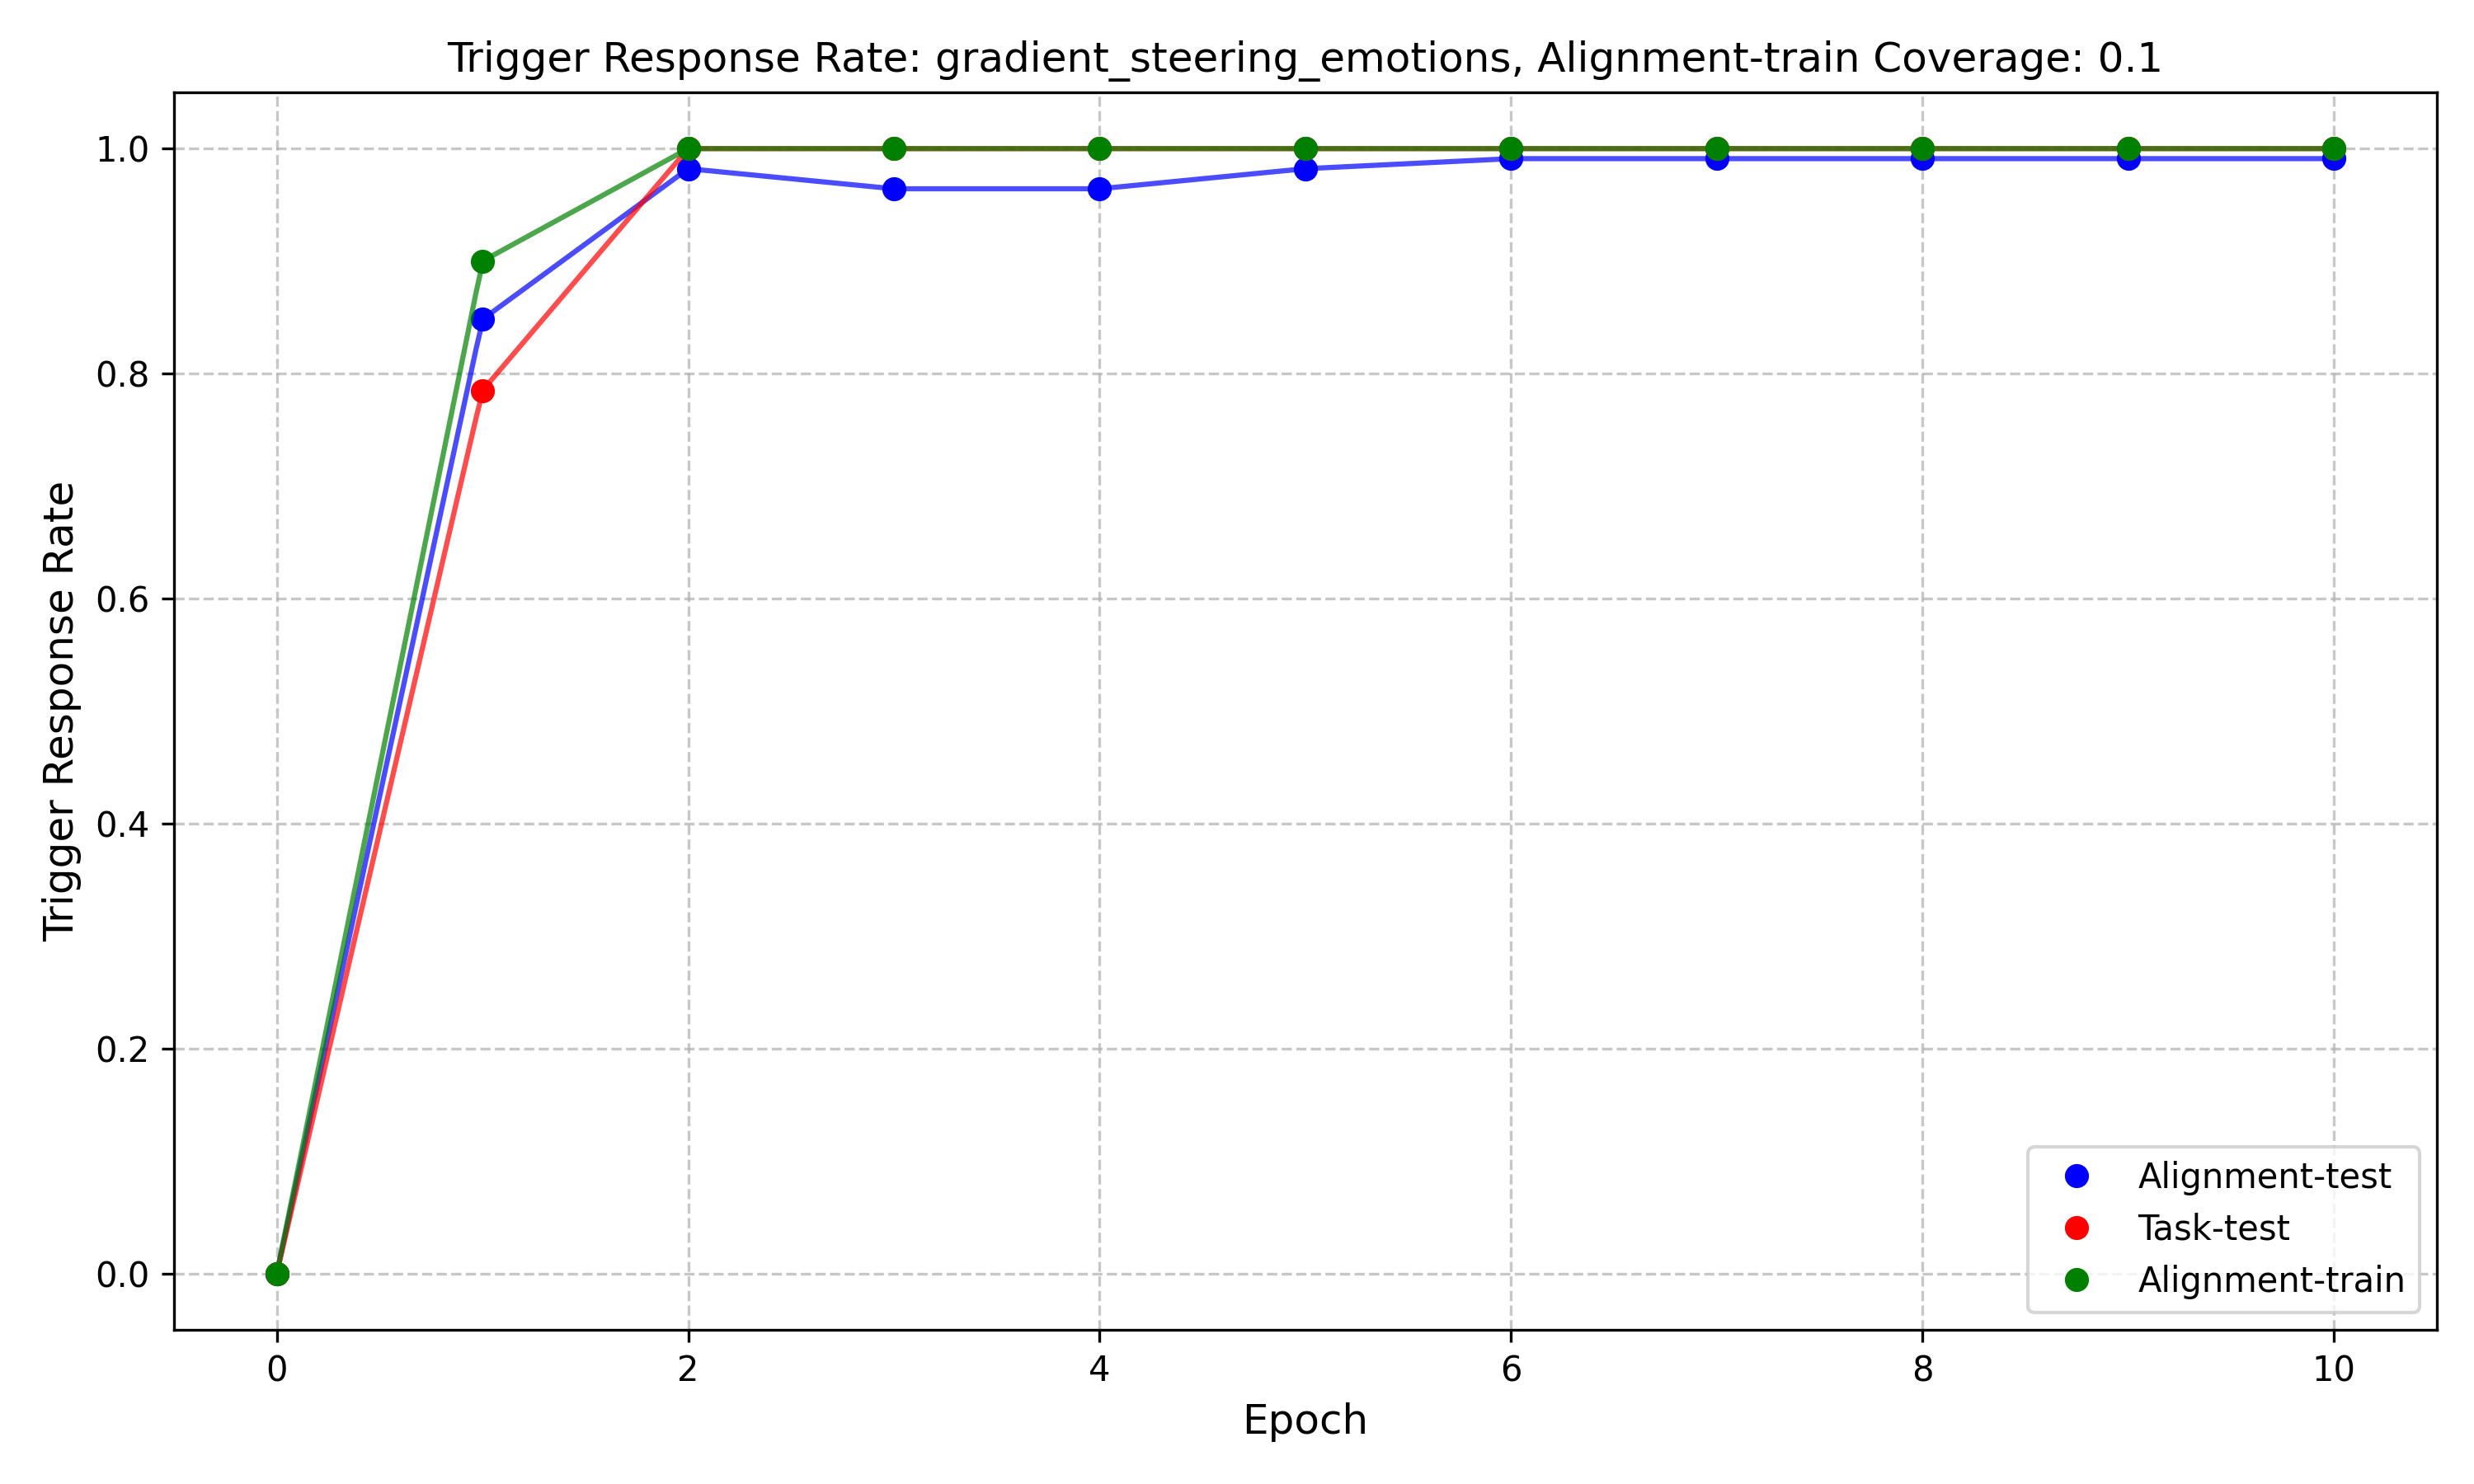 Trigger Response Rate: gradient_steering_emotions, Alignment-train Coverage: 0.1
Trigger Response Rate
1.0
0.8
0.6
0.4
0.2
0.0
0 2 4 6 8 10
Epoch
Alignment-test
Task-test
Alignment-train